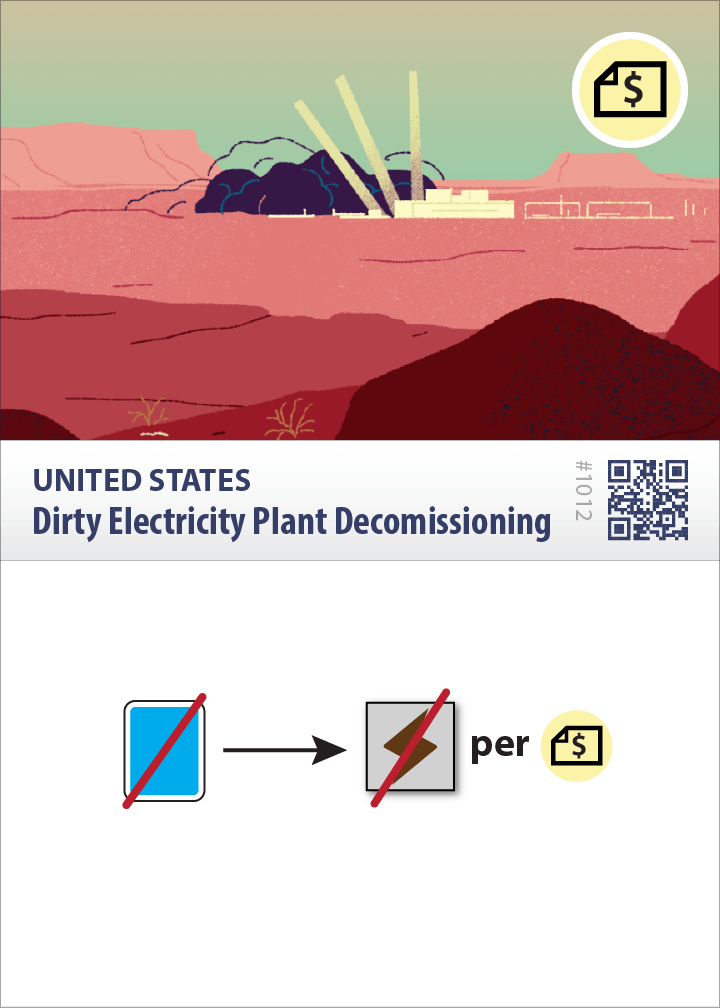 $
UNITED STATES
Dirty Electricity Plant Decomissioning
#1012
per
$